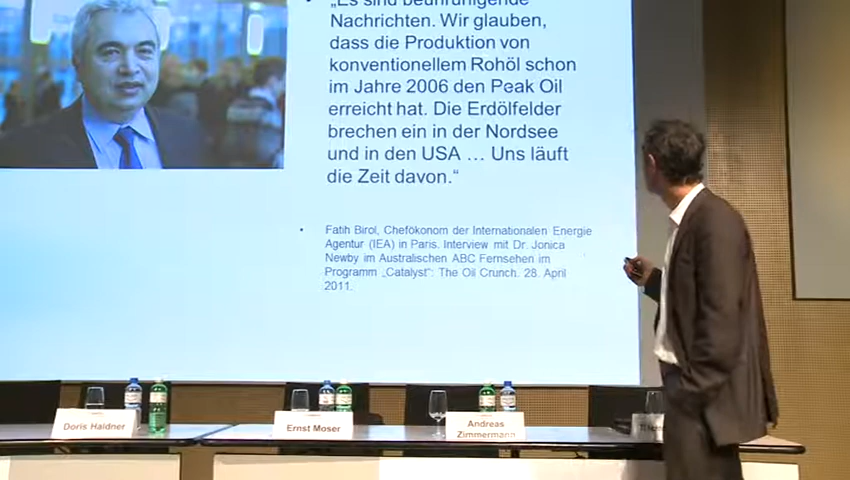 „Es sind beunruhigende
Nachrichten. Wir glauben,
dass die Produktion von
konventionellem Rohöl schon
im Jahre 2006 den Peak Oil
erreicht hat. Die Erdölfelder
brechen ein in der Nordsee
und in den USA ... Uns läuft
die Zeit davon.“
Fatih Birol, Chefökonom der Internationalen Energie
Agentur (IEA) in Paris. Interview mit Dr. Jonica
Newby im Australischen ABC Fernsehen im
Programm „Catalyst“: The Oil Crunch. 28. April
2011.
Doris Haldner
Ernst Moser
Andreas
Zimmermann